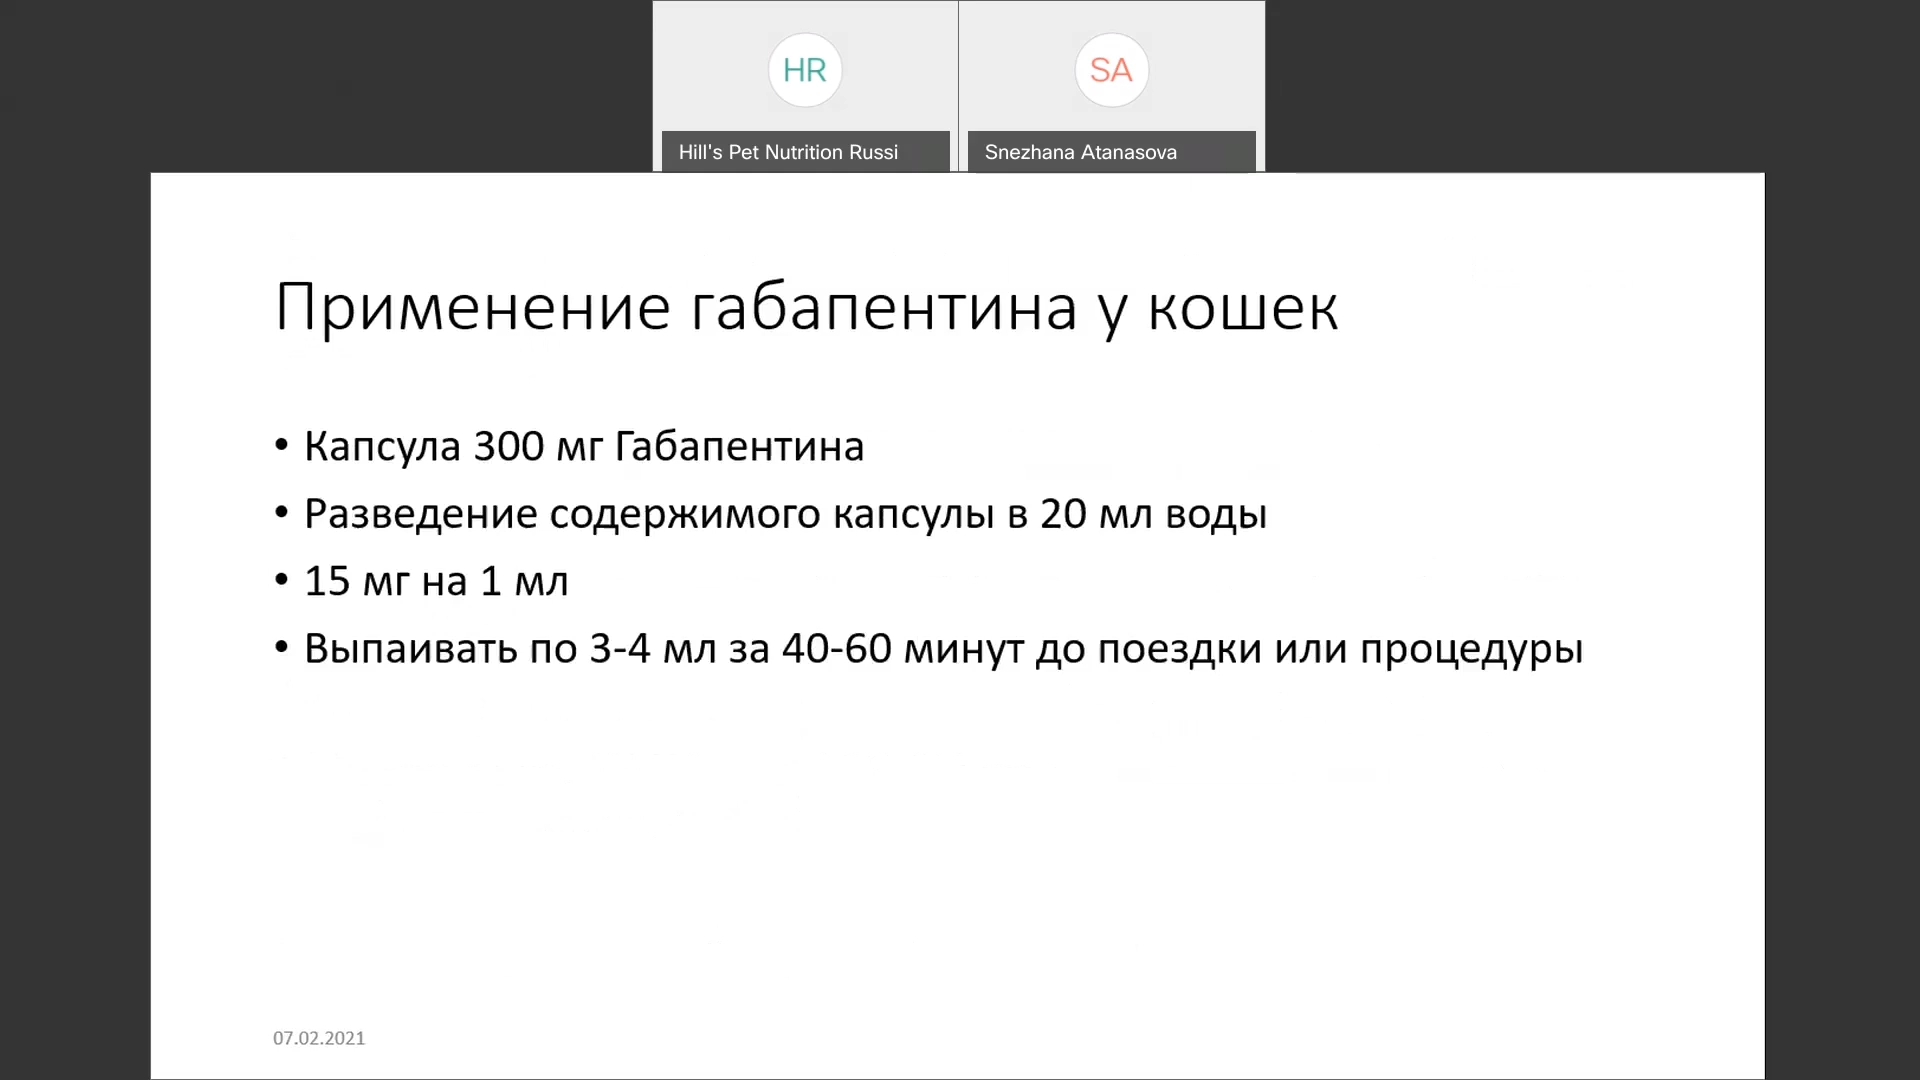 HR
SA
Hill's Pet Nutrition Russi
Snezhana Atanasova
Применение габапентина у кошек
• Капсула 300 мг Габапентина
• Разведение содержимого капсулы в 20 мл воды
• 15 мг на 1 мл
• Выпаивать по 3-4 мл за 40-60 минут до поездки или процедуры
07.02.2021